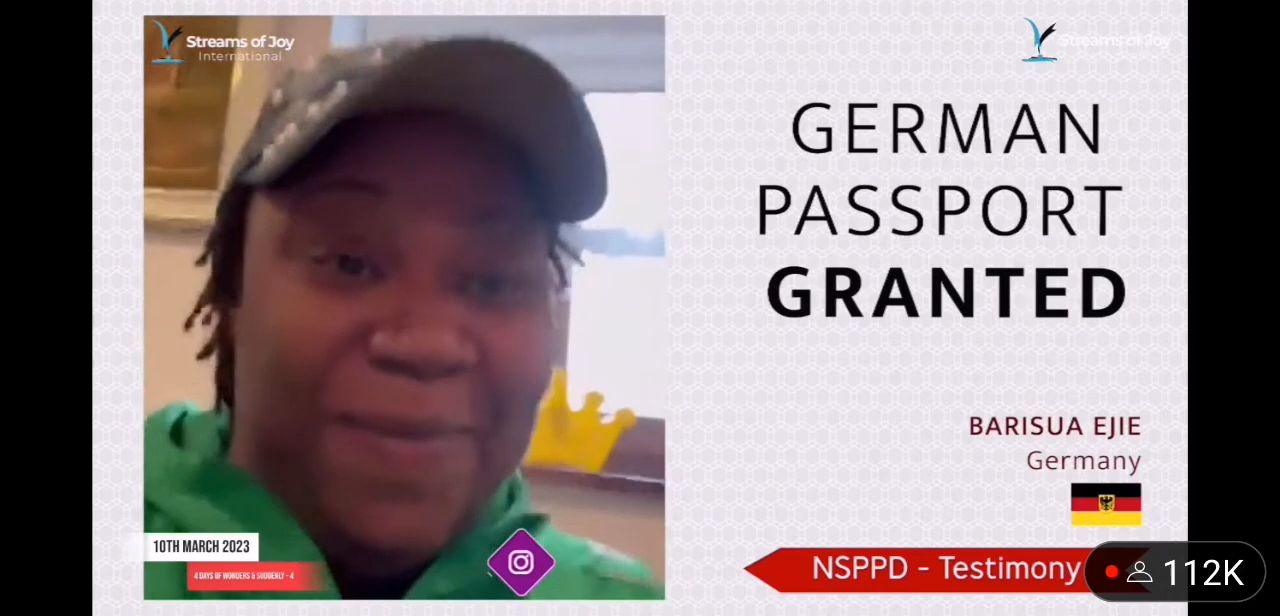 Streams of Joy
International
Streams of Joy
GERMAN
PASSPORT
GRANTED
BARISUA EJIE
Germany
10TH MARCH 2023
4 DAYS OF WONDERS & SUDDENLY - 4
NSPPD - Testimony
112K